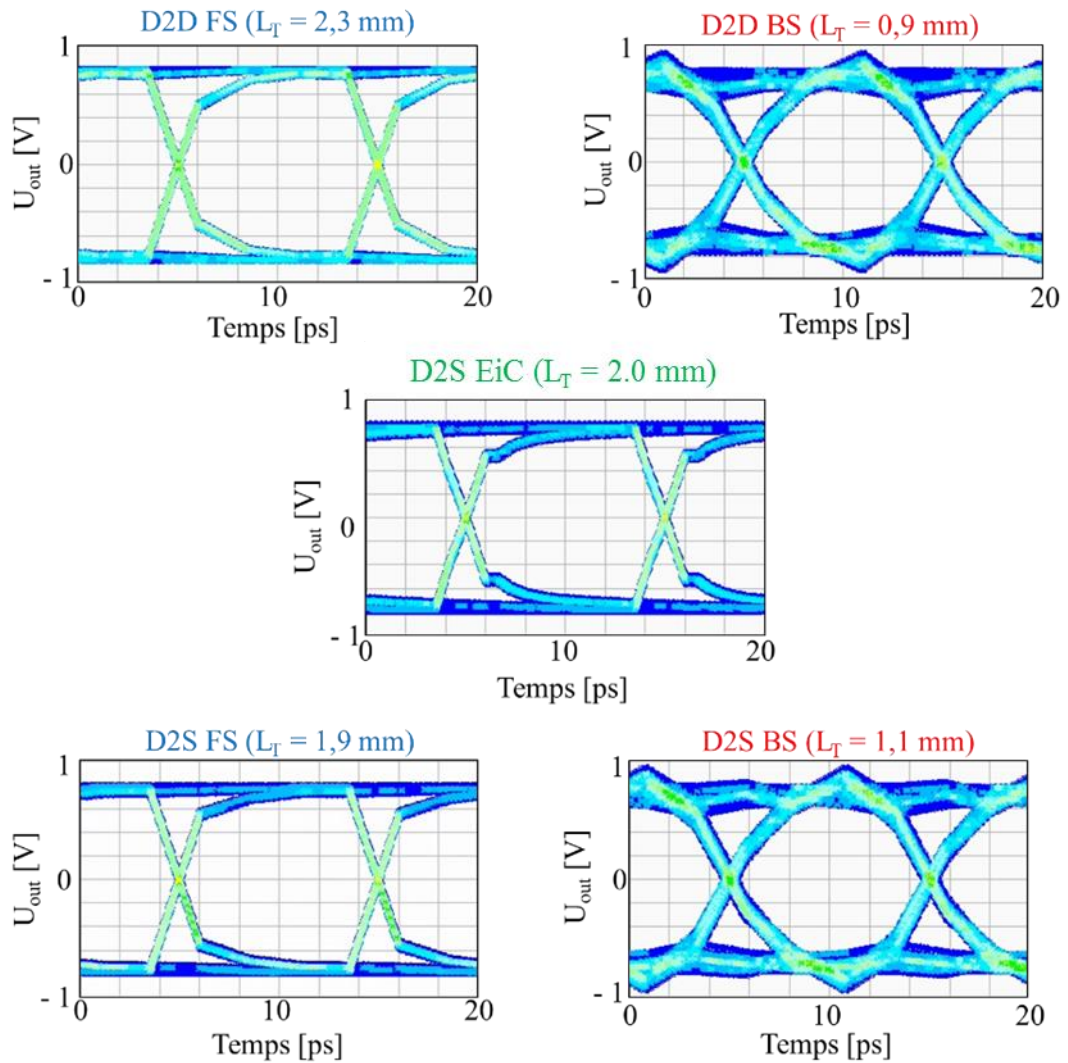 D2D FS (L_T = 2,3 mm)
1
0
- 1
U_out [V]
0
10
20
Temps [ps]
D2D BS (L_T = 0,9 mm)
1
0
- 1
U_out [V]
0
10
20
Temps [ps]
D2S EiC (L_T = 2.0 mm)
1
0
- 1
U_out [V]
0
10
20
Temps [ps]
D2S FS (L_T = 1,9 mm)
1
0
- 1
U_out [V]
0
10
20
Temps [ps]
D2S BS (L_T = 1,1 mm)
1
0
- 1
U_out [V]
0
10
20
Temps [ps]